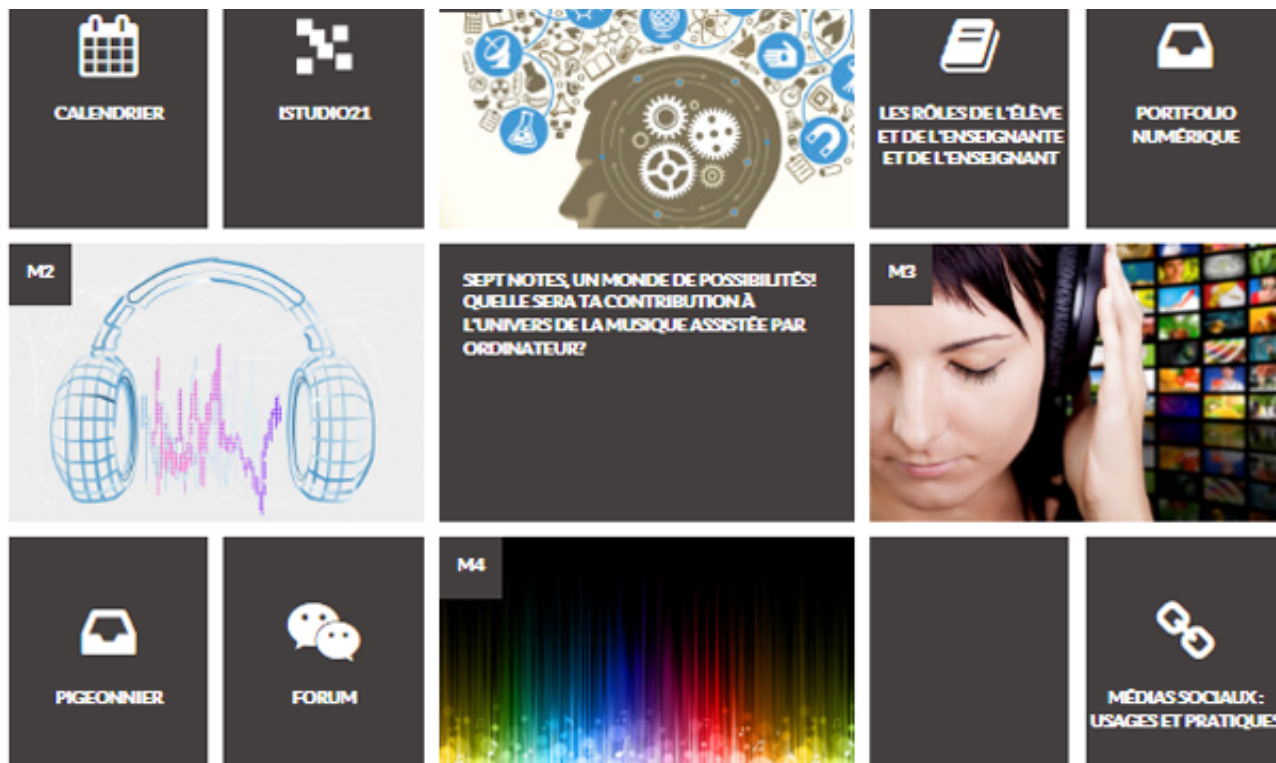 CALENDRIER
ISTUDIO21
LES RÔLES DE L'ÉLÈVE
ET DE L'ENSEIGNANTE
ET DE L'ENSEIGNANT
PORTFOLIO
NUMÉRIQUE
M2
SEPT NOTES, UN MONDE DE POSSIBILITÉS!
QUELLE SERA TA CONTRIBUTION À
L'UNIVERS DE LA MUSIQUE ASSISTÉE PAR
ORDINATEUR?
M3
PIGEONNIER
FORUM
M4
MÉDIAS SOCIAUX :
USAGES ET PRATIQUES